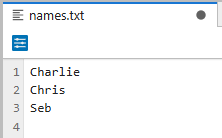 names.txt
1 Charlie
2 Chris
3 Seb
4